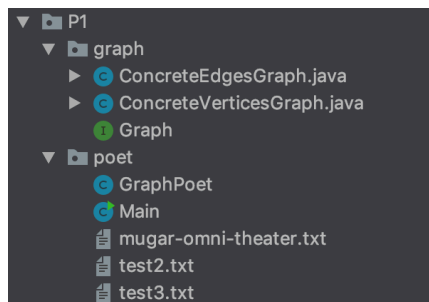 P1
graph
ConcreteEdgesGraph.java
ConcreteVerticesGraph.java
Graph
poet
GraphPoet
Main
mugar-omni-theater.txt
test2.txt
test3.txt